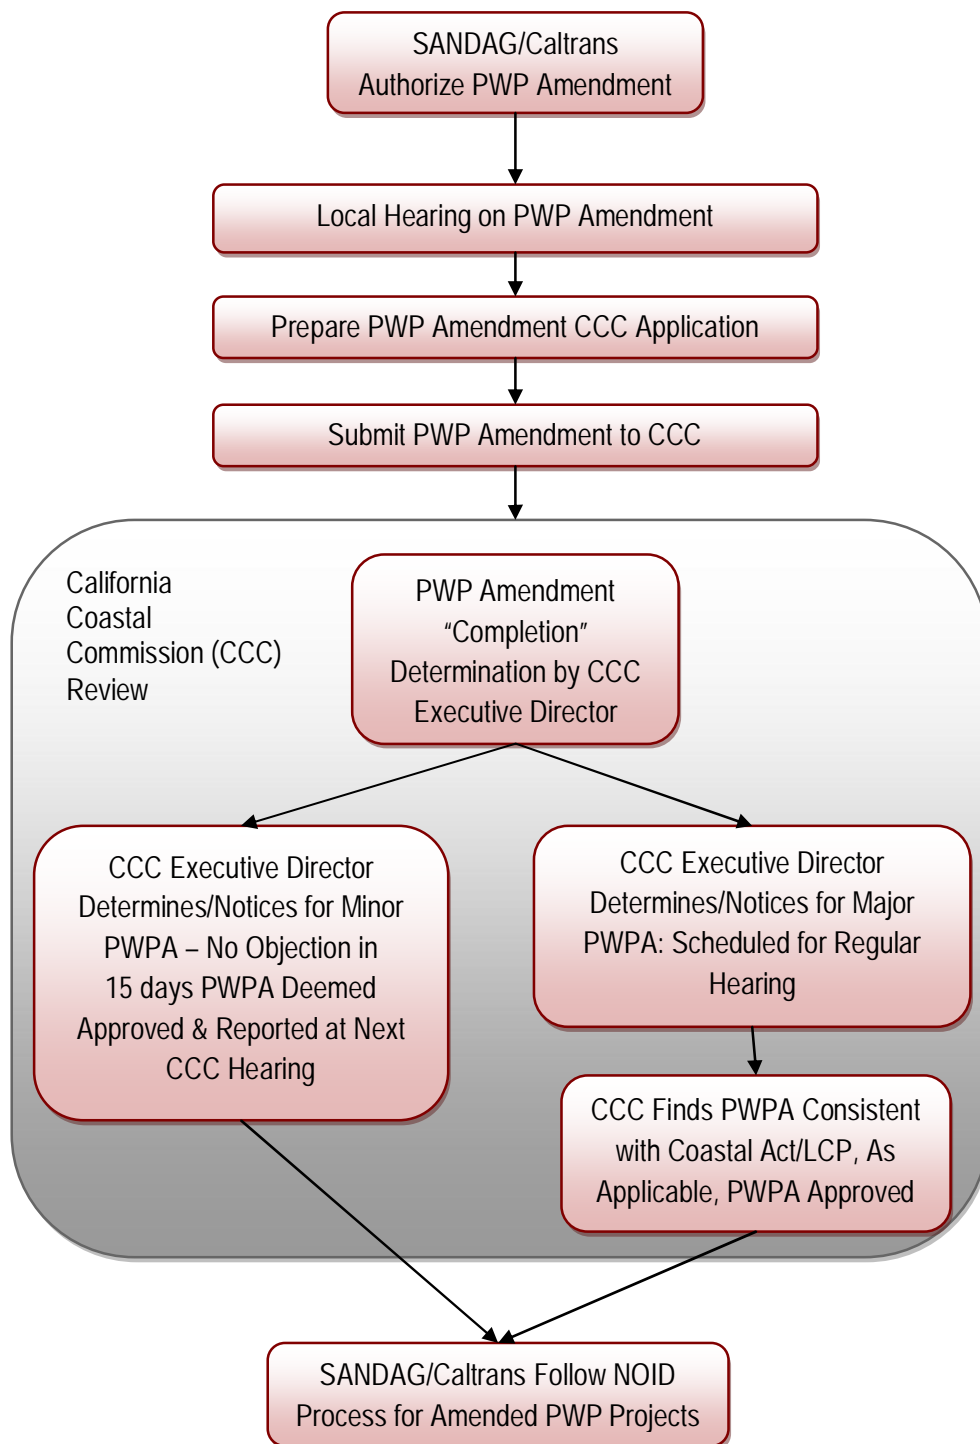 SANDAG/Caltrans
Authorize PWP Amendment
Local Hearing on PWP Amendment
Prepare PWP Amendment CCC Application
Submit PWP Amendment to CCC
California
Coastal
Commission (CCC)
Review
PWP Amendment
“Completion”
Determination by CCC
Executive Director
CCC Executive Director
Determines/Notices for Minor
PWPA – No Objection in
15 days PWPA Deemed
Approved & Reported at Next
CCC Hearing
CCC Executive Director
Determines/Notices for Major
PWPA: Scheduled for Regular
Hearing
CCC Finds PWPA Consistent
with Coastal Act/LCP, As
Applicable, PWPA Approved
SANDAG/Caltrans Follow NOID
Process for Amended PWP Projects